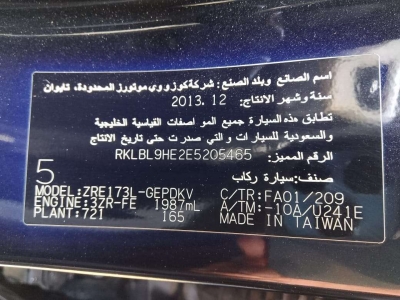 اسم الصانع وبلد الصنع : شركة كوزووي موتورز المحدودة، تايوان
سنة وشهر الانتاج: 2013. 12
تطابق هذه السيارة جميع المواصفات القياسية الخليجية
والسعودية للسيارات والتي صدرت حتى تاريخ الانتاج
الرقم المميز: RKLBL9HE2E5205465
صنف: سيارة ركاب
5
MODEL:ZRE173L-GEPDKV C/TR:FA01/209
ENGINE:3ZR-FE 1987mL A/TM:-10A/U241E
PLANT:72I 165 MADE IN TAIWAN